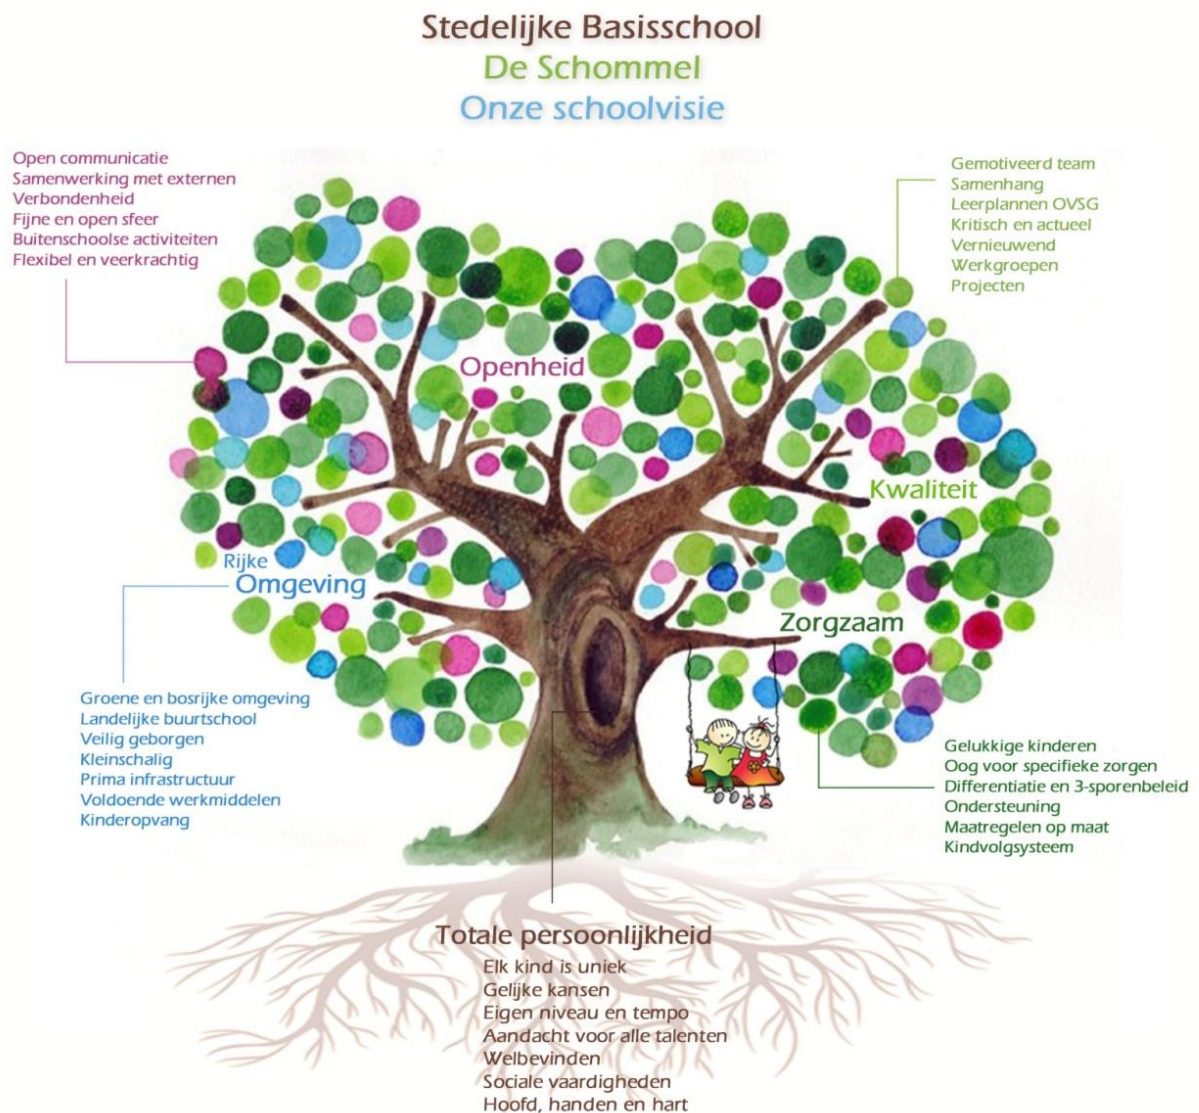 Stedelijke Basisschool
De Schommel
Onze schoolvisie
Open communicatie
Samenwerking met externen
Verbondenheid
Fijne en open sfeer
Buitenschoolse activiteiten
Flexibel en veerkrachtig
Gemotiveerd team
Samenhang
Leerplannen OVSG
Kritisch en actueel
Vernieuwend
Werkgroepen
Projecten
Openheid
Kwaliteit
Rijke
Omgeving
Zorgzaam
Groene en bosrijke omgeving
Landelijke buurtschool
Veilig geborgen
Kleinschalig
Prima infrastructuur
Voldoende werkmiddelen
Kinderopvang
Gelukkige kinderen
Oog voor specifieke zorgen
Differentiatie en 3-sporenbeleid
Ondersteuning
Maatregelen op maat
Kindvolgsysteem
Totale persoonlijkheid
Elk kind is uniek
Gelijke kansen
Eigen niveau en tempo
Aandacht voor alle talenten
Welbevinden
Sociale vaardigheden
Hoofd, handen en hart